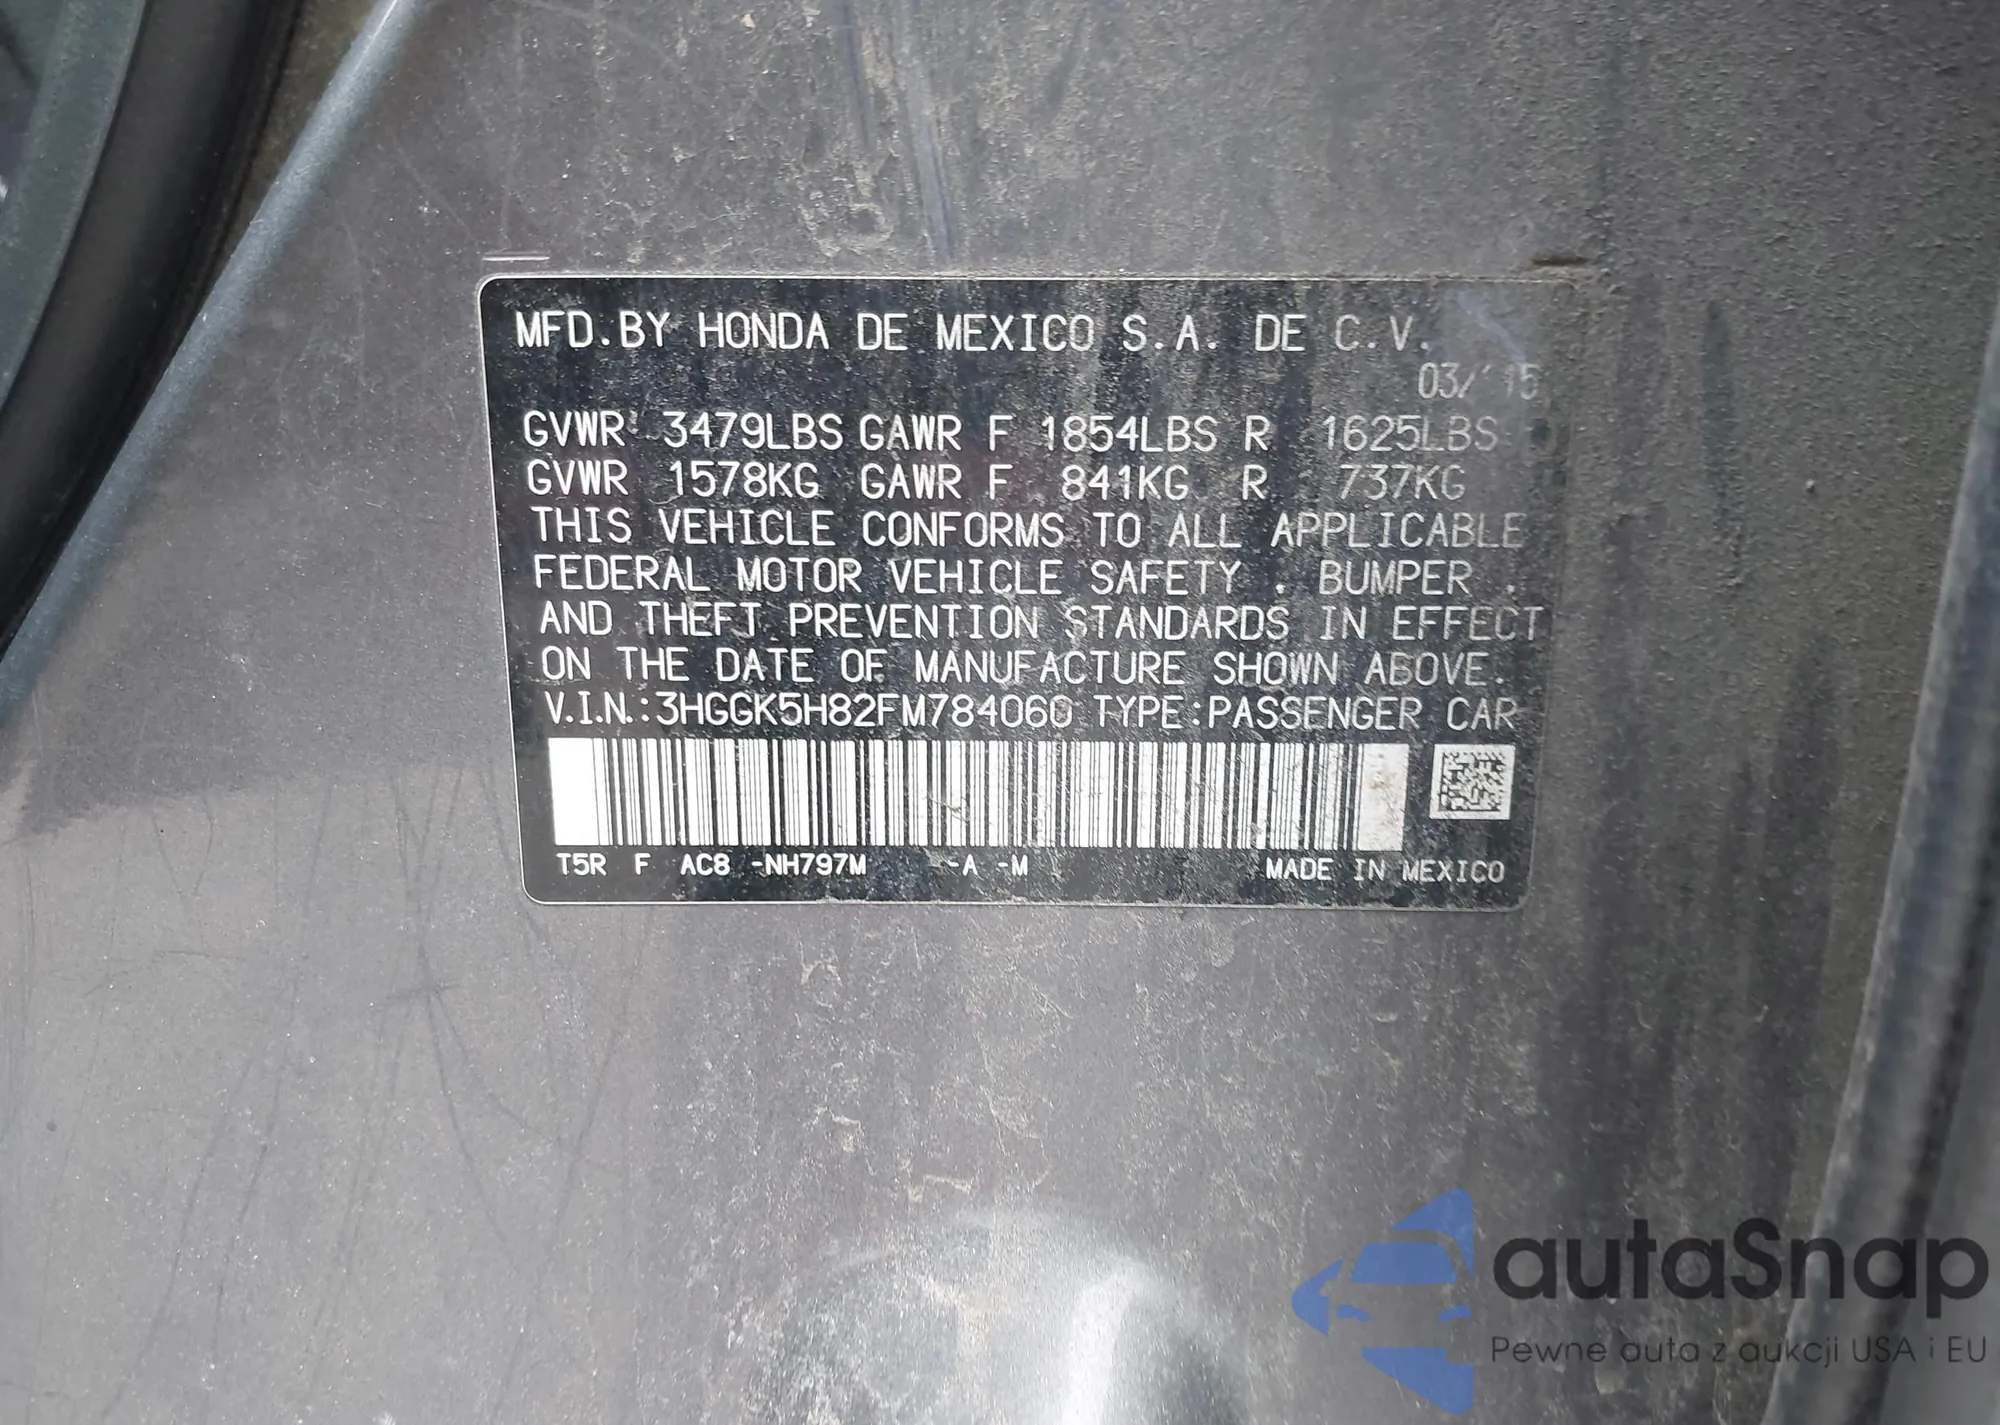 MFD.BY HONDA DE MEXICO S.A. DE C.V.
03/'15
GVWR 3479LBS GAWR F 1854LBS R 1625LBS
GVWR 1578KG GAWR F 841KG R 737KG
THIS VEHICLE CONFORMS TO ALL APPLICABLE
FEDERAL MOTOR VEHICLE SAFETY , BUMPER ,
AND THEFT PREVENTION STANDARDS IN EFFECT
ON THE DATE OF MANUFACTURE SHOWN ABOVE.
V.I.N.:3HGGK5H82FM784060 TYPE:PASSENGER CAR
T5R F AC8 -NH797M -A -M MADE IN MEXICO
autaSnap
Pewne auta z aukcji USA i EU